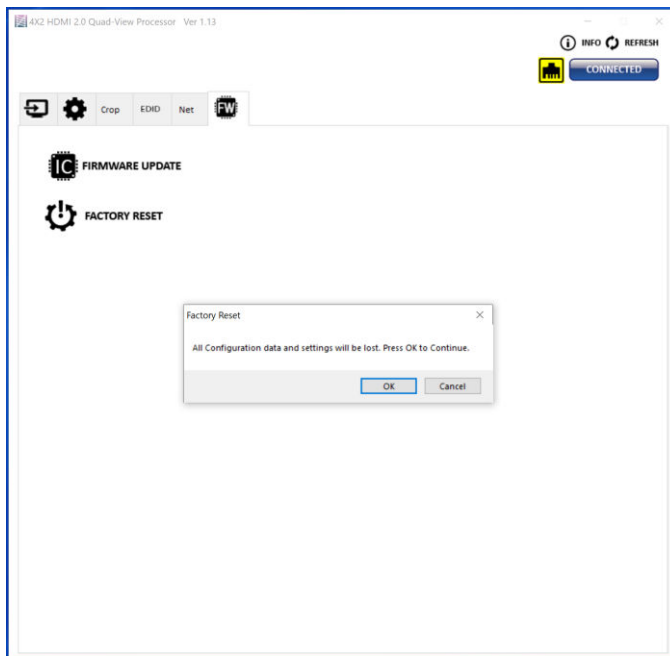 4X2 HDMI 2.0 Quad-View Processor Ver 1.13
INFO REFRESH
CONNECTED
Crop EDID Net FW
IC FIRMWARE UPDATE
FACTORY RESET
Factory Reset
All Configuration data and settings will be lost. Press OK to Continue.
OK Cancel